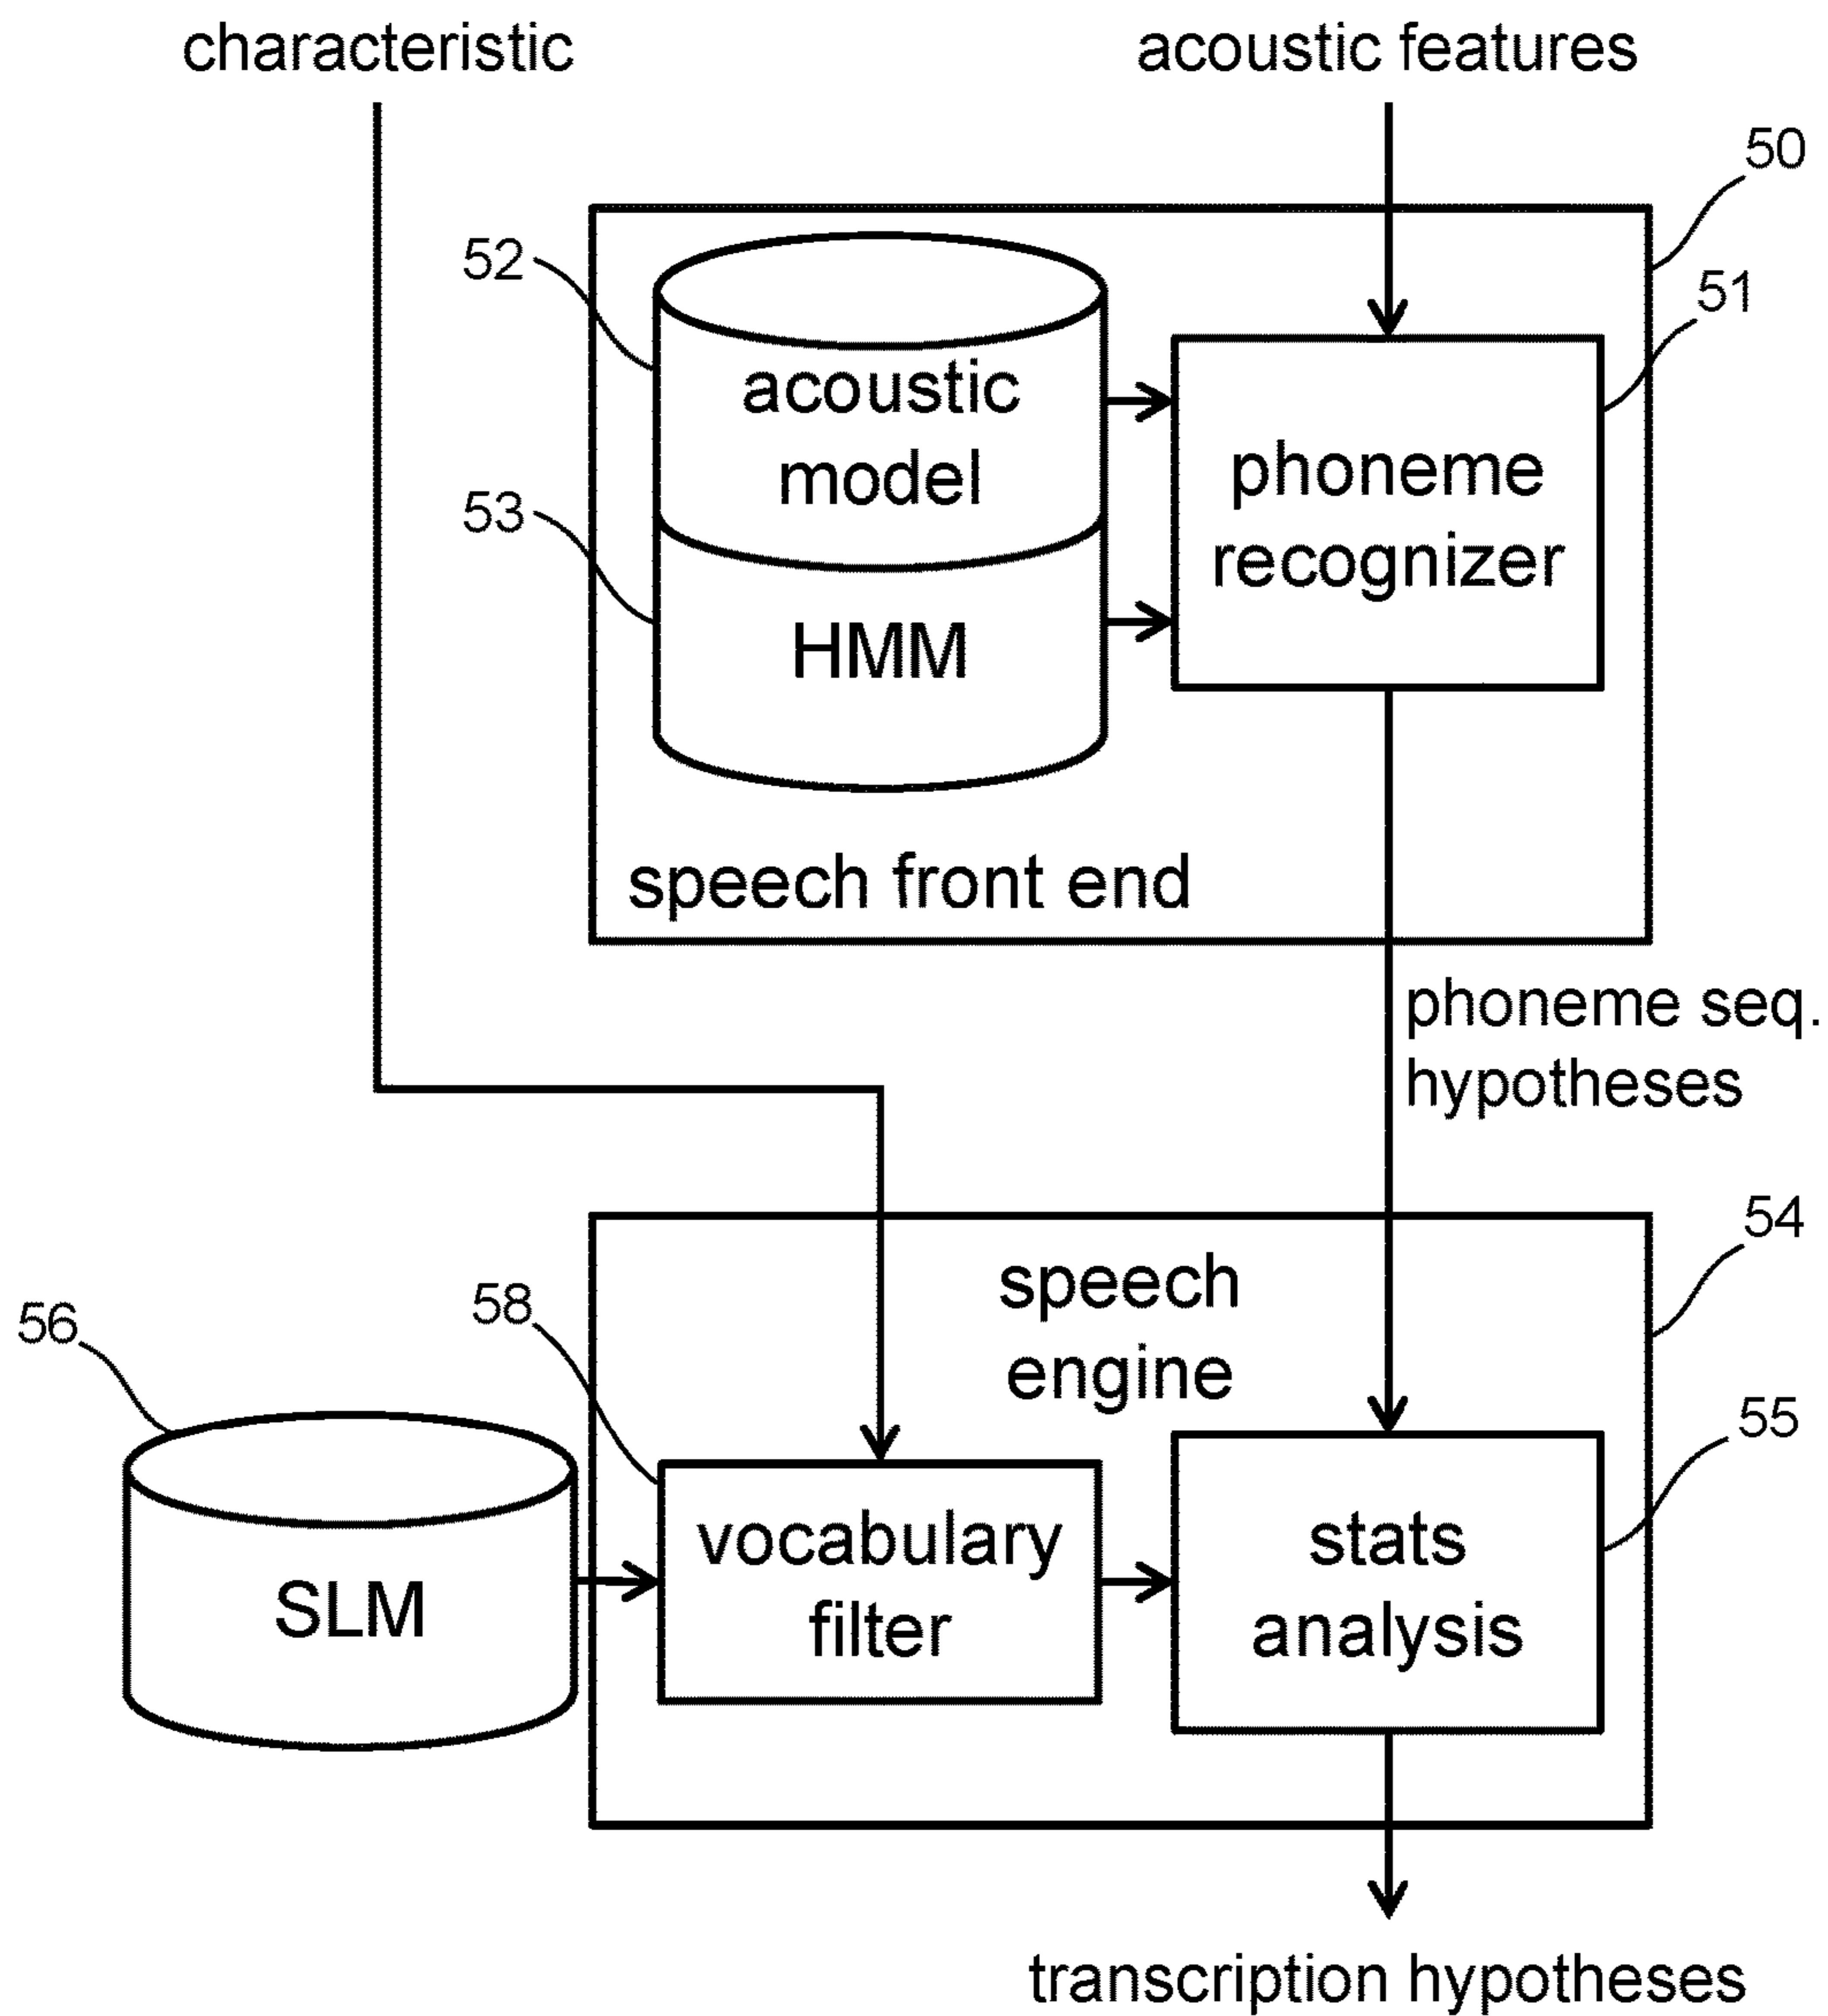 characteristic
acoustic features
50
52
51
acoustic
model
phoneme
recognizer
53
HMM
speech front end
phoneme seq.
hypotheses
54
speech
engine
58
56
55
vocabulary
filter
stats
analysis
SLM
transcription hypotheses